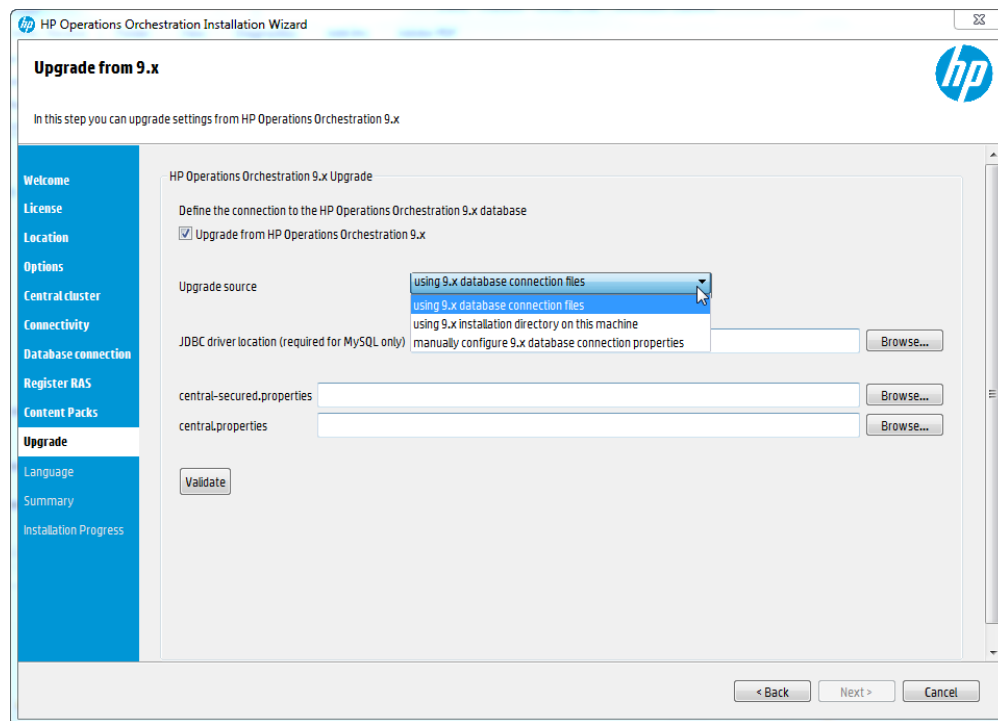 HP Operations Orchestration Installation Wizard
Upgrade from 9.x
hp
In this step you can upgrade settings from HP Operations Orchestration 9.x
Welcome
License
Location
Options
Central cluster
Connectivity
Database connection
Register RAS
Content Packs
Upgrade
Language
Summary
Installation Progress
HP Operations Orchestration 9.x Upgrade
Define the connection to the HP Operations Orchestration 9.x database
Upgrade from HP Operations Orchestration 9.x
Upgrade source
using 9.x database connection files
using 9.x database connection files
using 9.x installation directory on this machine
manually configure 9.x database connection properties
JDBC driver location (required for MySQL only)
Browse...
central-secured.properties
Browse...
central.properties
Browse...
Validate
< Back
Next >
Cancel